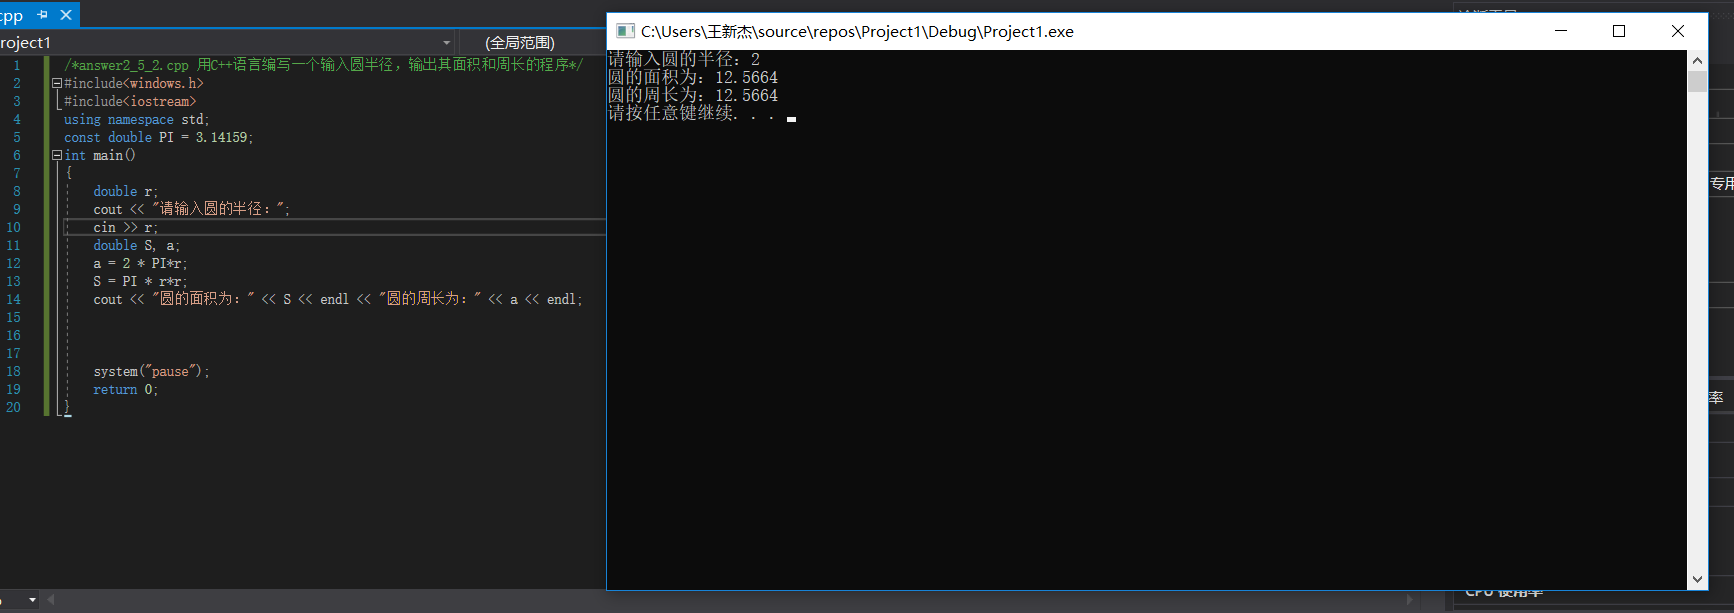 cpp
roject1
(全局范围)
1 /*answer2_5_2.cpp 用C++语言编写一个输入圆半径，输出其面积和周长的程序*/
2 #include<windows.h>
3 #include<iostream>
4 using namespace std;
5 const double PI = 3.14159;
6 int main()
7 {
8 double r;
9 cout << "请输入圆的半径：";
10 cin >> r;
11 double S, a;
12 a = 2 * PI*r;
13 S = PI * r*r;
14 cout << "圆的面积为：" << S << endl << "圆的周长为：" << a << endl;
15
16
17
18 system("pause");
19 return 0;
20 }
C:\Users\王新杰\source\repos\Project1\Debug\Project1.exe
请输入圆的半径：2
圆的面积为：12.5664
圆的周长为：12.5664
请按任意键继续. . .
专用
率
CPU 使用率